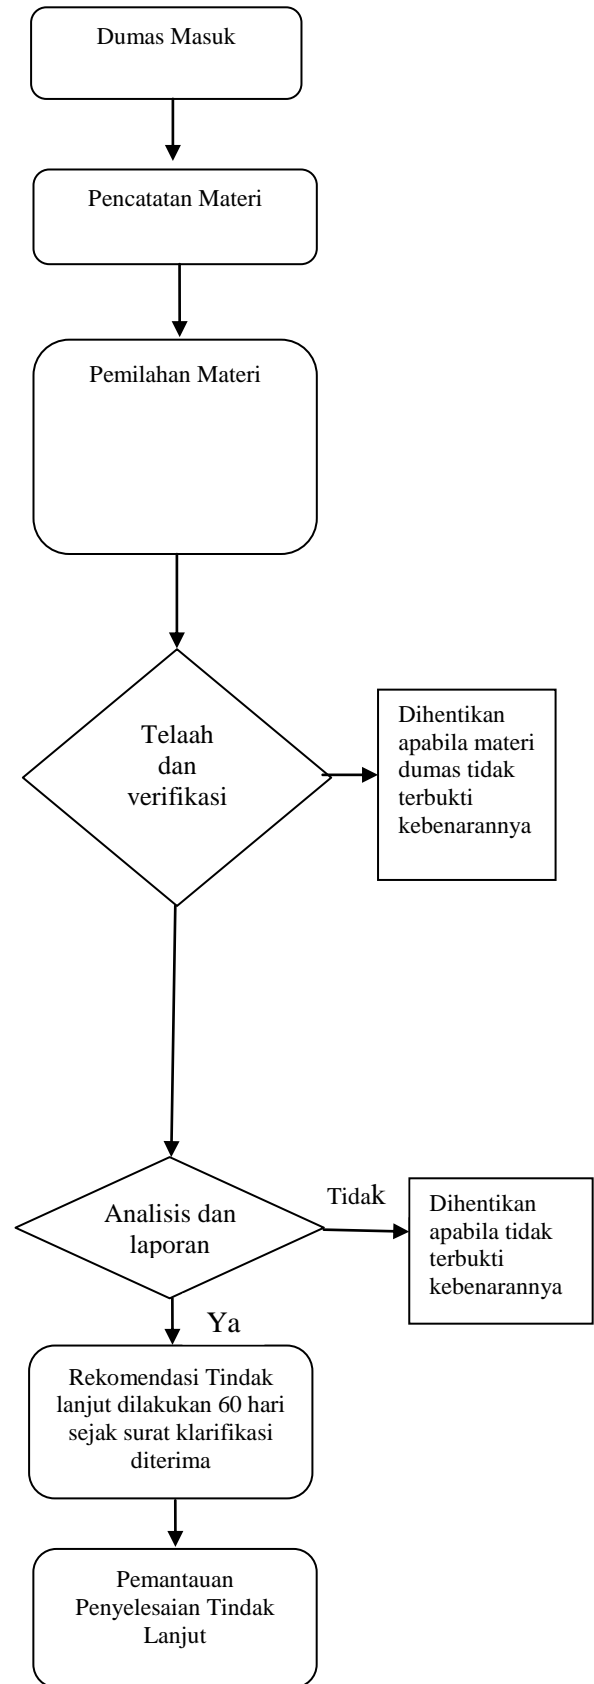 Dumas Masuk
Pencatatan Materi
Pemilahan Materi
Telaah
dan
verifikasi
Dihentikan
apabila materi
dumas tidak
terbukti
kebenarannya
Analisis dan
laporan
Tidak
Dihentikan
apabila tidak
terbukti
kebenarannya
Ya
Rekomendasi Tindak
lanjut dilakukan 60 hari
sejak surat klarifikasi
diterima
Pemantauan
Penyelesaian Tindak
Lanjut